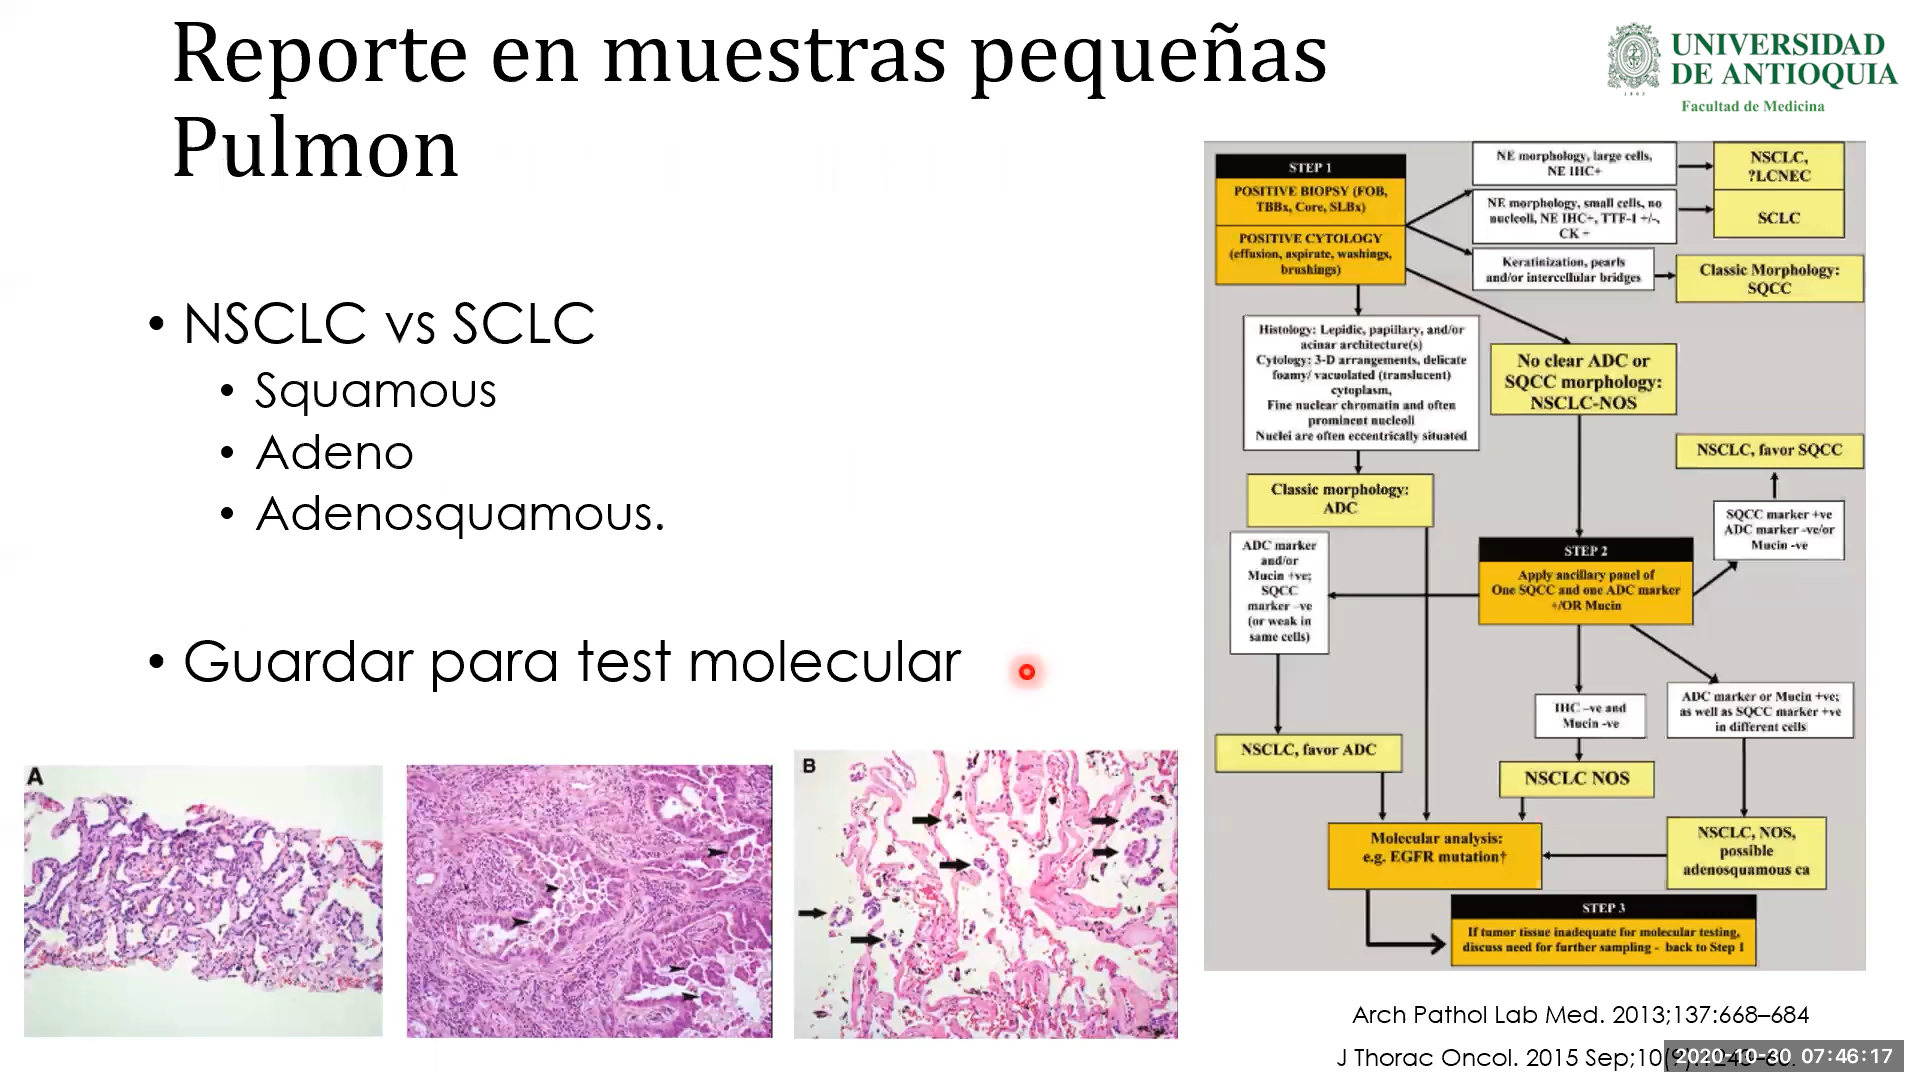 Reporte en muestras pequeñas
Pulmon
UNIVERSIDAD
DE ANTIOQUIA
1803
Facultad de Medicina
• NSCLC vs SCLC
• Squamous
• Adeno
• Adenosquamous.
• Guardar para test molecular
STEP 1
POSITIVE BIOPSY (FOB,
TBBx, Core, SLBx)
POSITIVE CYTOLOGY
(effusion, aspirate, washings,
brushings)
NE morphology, large cells,
NE IHC+
NSCLC,
?LCNEC
NE morphology, small cells, no
nucleoli, NE IHC+, TTF-1 +/-,
CK +
SCLC
Keratinization, pearls
and/or intercellular bridges
Classic Morphology:
SQCC
Histology: Lepidic, papillary, and/or
acinar architecture(s)
Cytology: 3-D arrangements, delicate
foamy/ vacuolated (translucent)
cytoplasm,
Fine nuclear chromatin and often
prominent nucleoli
Nuclei are often eccentrically situated
No clear ADC or
SQCC morphology:
NSCLC-NOS
Classic morphology:
ADC
NSCLC, favor SQCC
SQCC marker +ve
ADC marker -ve/or
Mucin -ve
ADC marker
and/or
Mucin +ve;
SQCC
marker –ve
(or weak in
same cells)
STEP 2
Apply ancillary panel of
One SQCC and one ADC marker
+/OR Mucin
IHC –ve and
Mucin -ve
ADC marker or Mucin +ve;
as well as SQCC marker +ve
in different cells
NSCLC, favor ADC
NSCLC NOS
Molecular analysis:
e.g. EGFR mutation†
NSCLC, NOS,
possible
adenosquamous ca
STEP 3
If tumor tissue inadequate for molecular testing,
discuss need for further sampling - back to Step 1
A
B
Arch Pathol Lab Med. 2013;137:668–684
J Thorac Oncol. 2015 Sep;10
2020-10-30 07:46:17